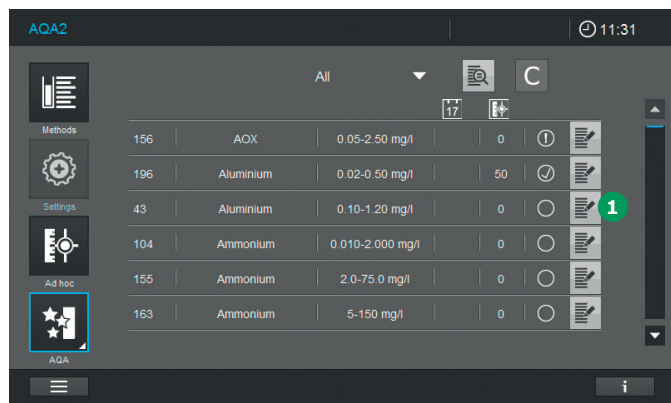 AQA2 11:31
All C
17
Methods
156 AOX 0.05-2.50 mg/l 0
196 Aluminium 0.02-0.50 mg/l 50
Settings
43 Aluminium 0.10-1.20 mg/l 0 1
104 Ammonium 0.010-2.000 mg/l 0
Ad hoc
155 Ammonium 2.0-75.0 mg/l 0
163 Ammonium 5-150 mg/l 0
AQA
i